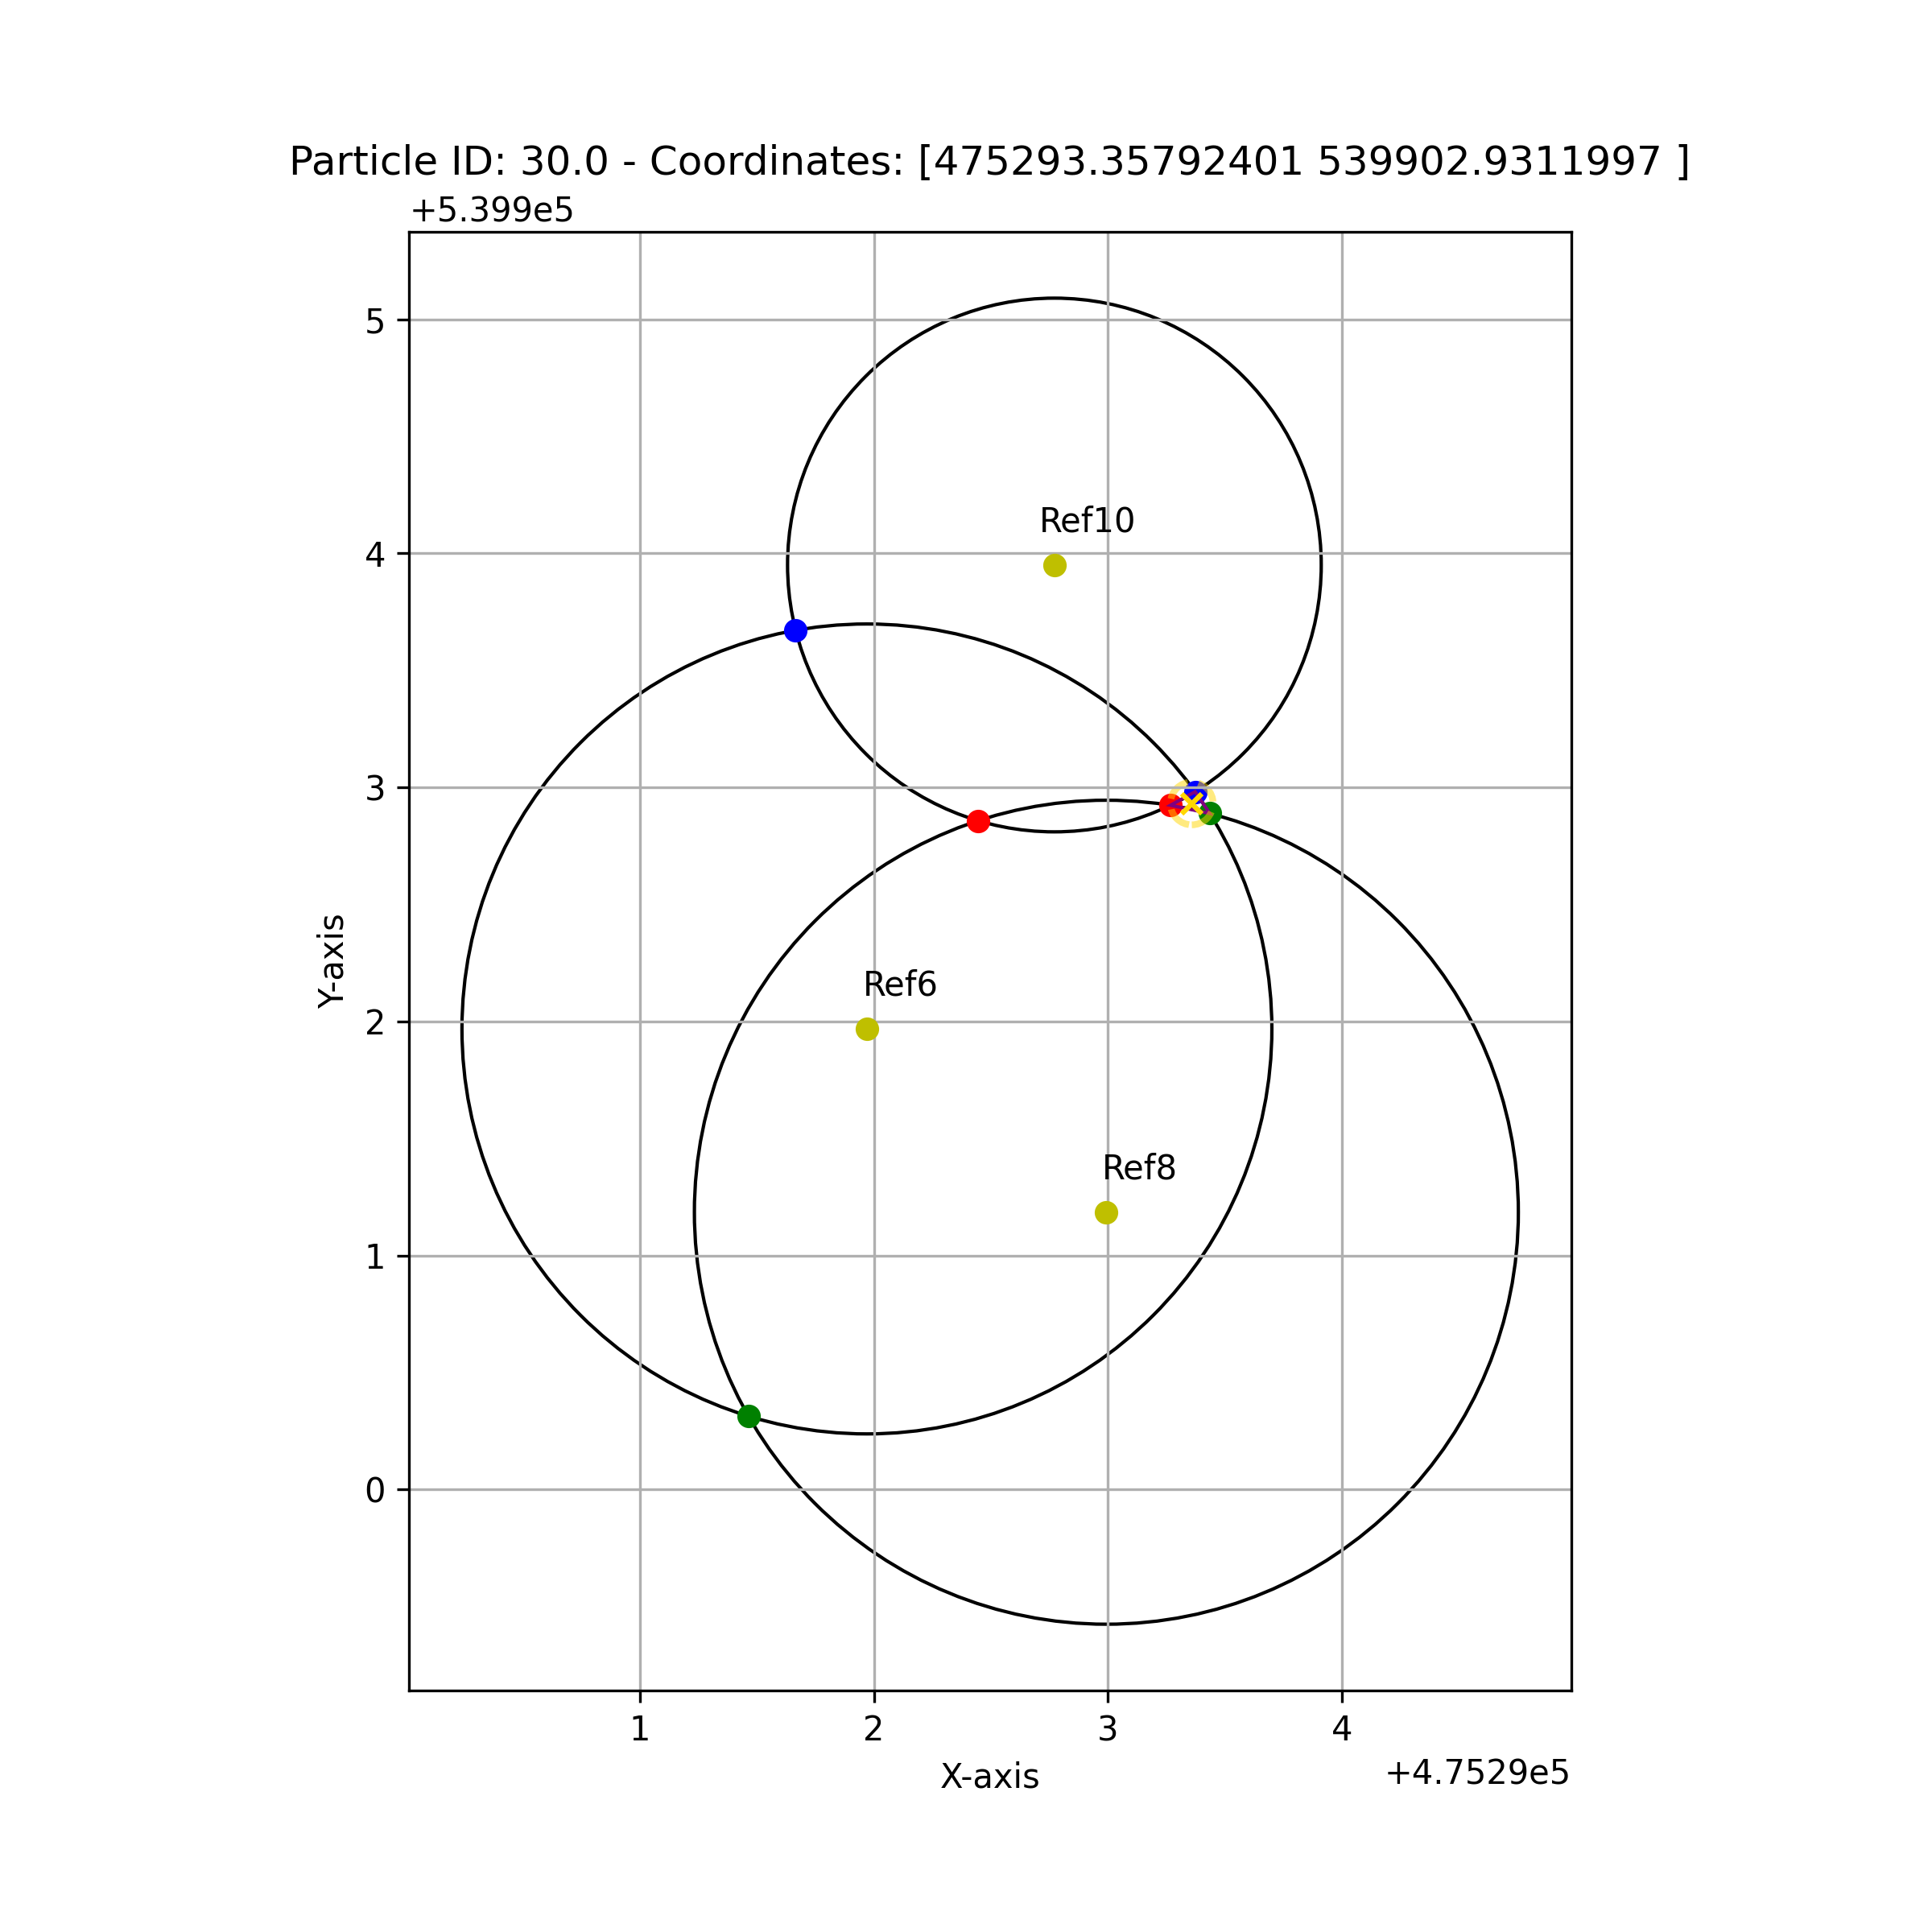 Particle ID: 30.0 - Coordinates: [475293.35792401 539902.9311997 ]
+5.399e5
5
Ref10
4
3
Y-axis
Ref6
2
Ref8
1
0
1 2 3 4
X-axis
+4.7529e5